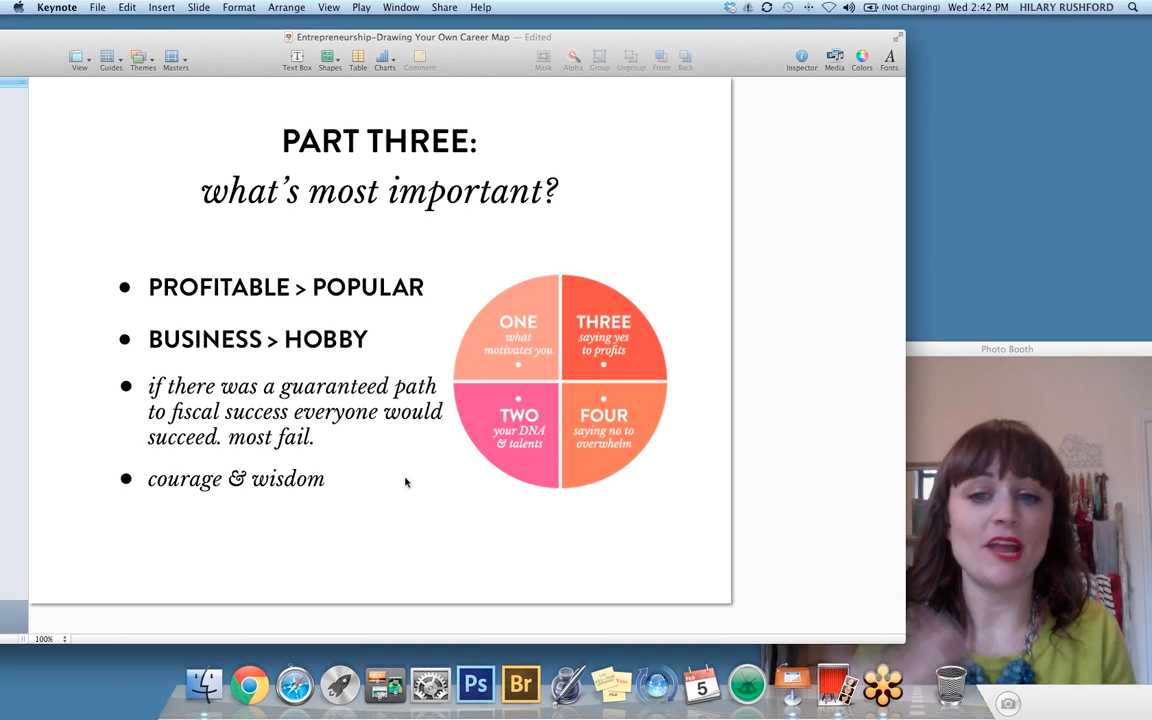 Keynote File Edit Insert Slide Format Arrange View Play Window Share Help (Not Charging) Wed 2:42 PM HILARY RUSHFORD
Entrepreneurship–Drawing Your Own Career Map — Edited
View Guides Themes Masters Text Box Shapes Table Charts Comment Mask Alpha Group Ungroup Front Back Inspector Media Colors Fonts
PART THREE:
what's most important?
• PROFITABLE > POPULAR
• BUSINESS > HOBBY
• if there was a guaranteed path
to fiscal success everyone would
succeed. most fail.
• courage & wisdom
ONE
what
motivates you
THREE
saying yes
to profits
TWO
your DNA
& talents
FOUR
saying no to
overwhelm
Photo Booth
100%
Ps
Br
FEB
5